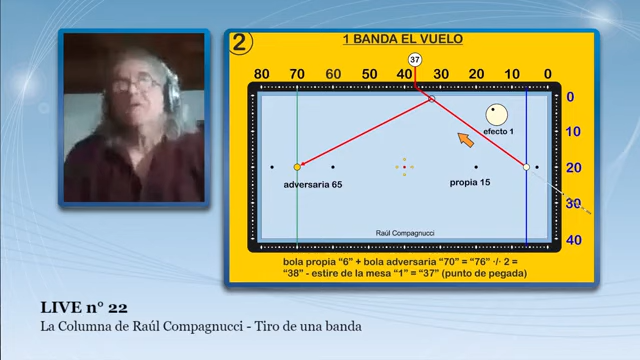 2
1 BANDA EL VUELO
37
80 70 60 50 40 30 20 10 0
0
efecto 1
10
20
adversaria 65
propia 15
30
Raúl Compagnucci
40
bola propia “6” + bola adversaria “70” = “76” ·/· 2 =
“38” - estire de la mesa “1” = “37” (punto de pegada)
LIVE n° 22
La Columna de Raúl Compagnucci - Tiro de una banda